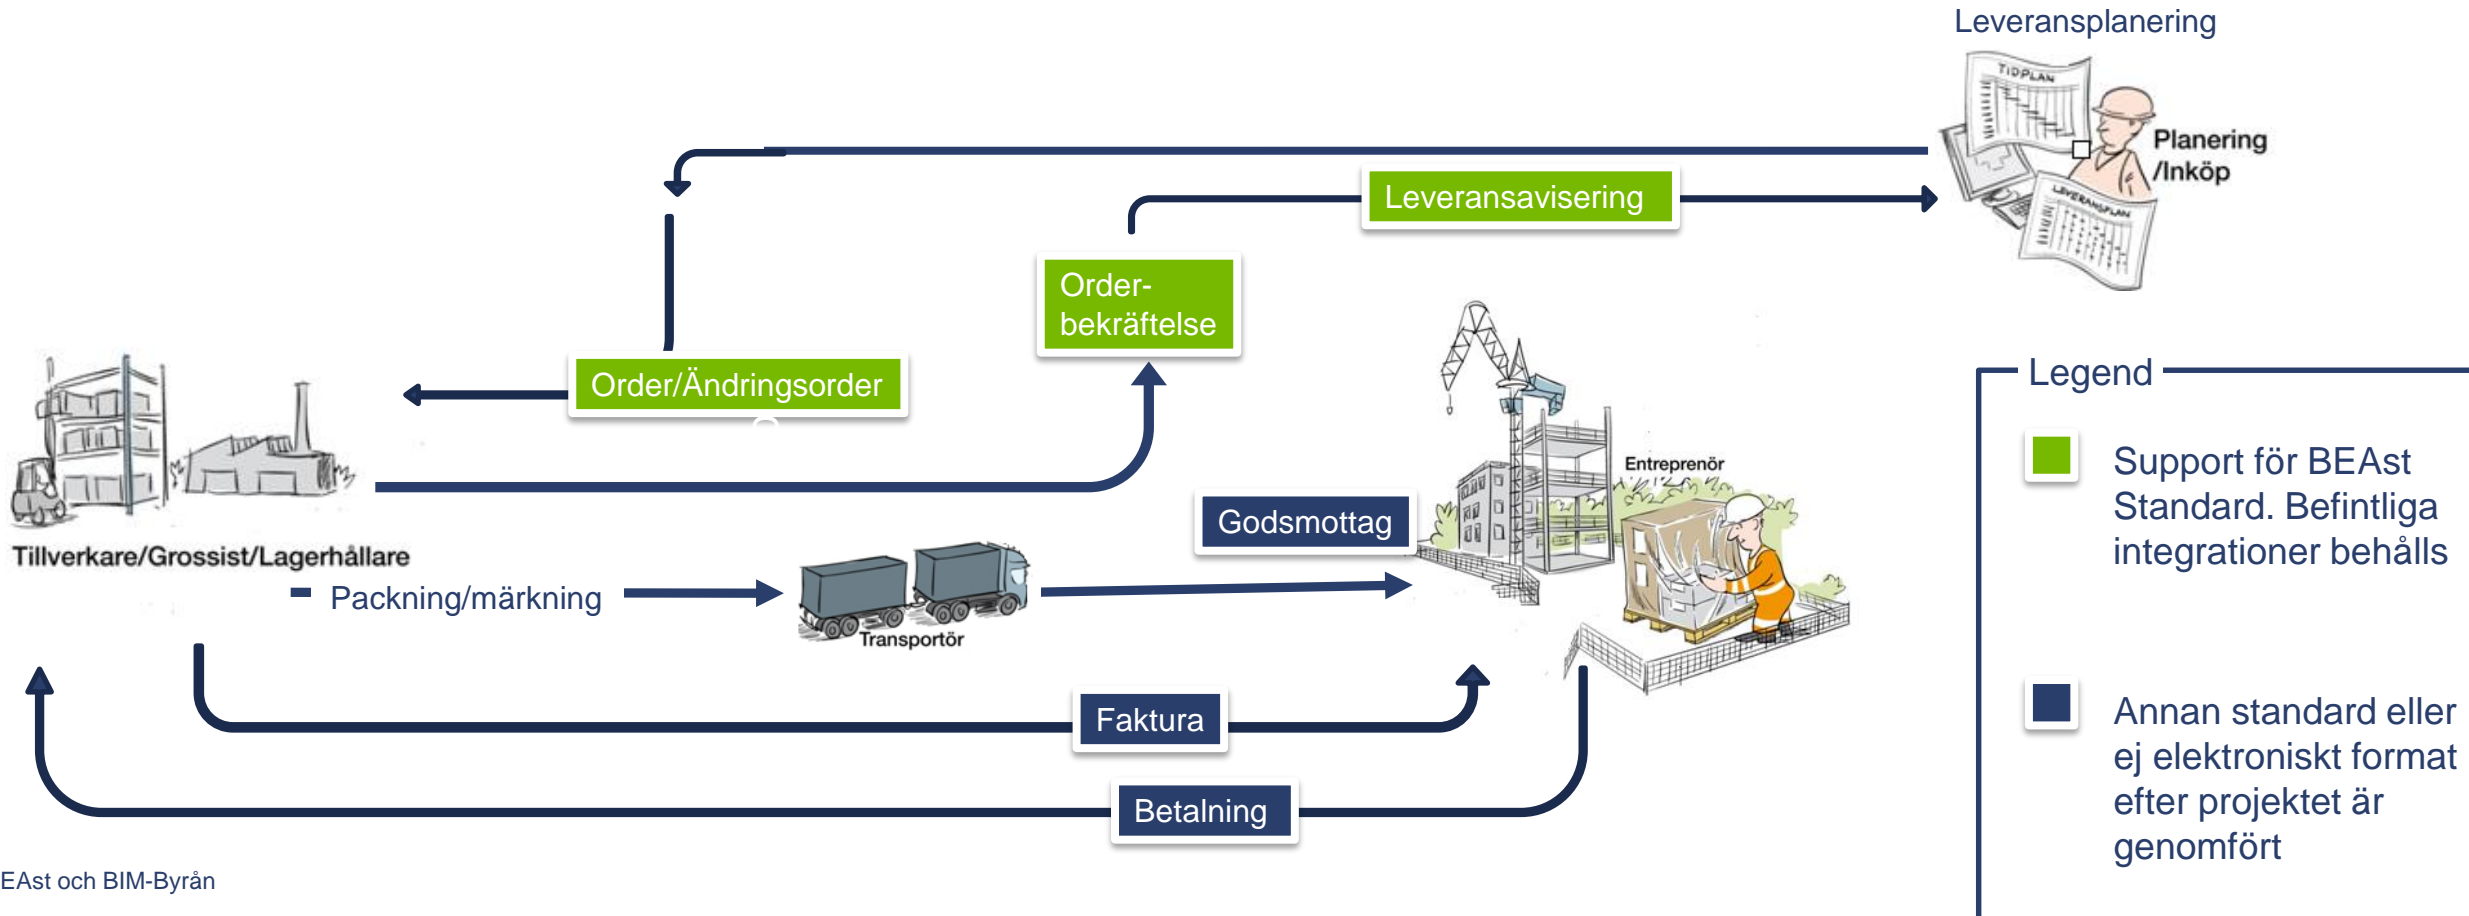 Leveransplanering
TIDPLAN
Planering
/Inköp
LEVERANSPLAN
Leveransavisering
Order-
bekräftelse
Order/Ändringsorder
Legend
Support för BEAst
Standard. Befintliga
integrationer behålls
Annan standard eller
ej elektroniskt format
efter projektet är
genomfört
Entreprenör
Godsmottag
Tillverkare/Grossist/Lagerhållare
Packning/märkning
Transportör
Faktura
Betalning
EAst och BIM-Byrån